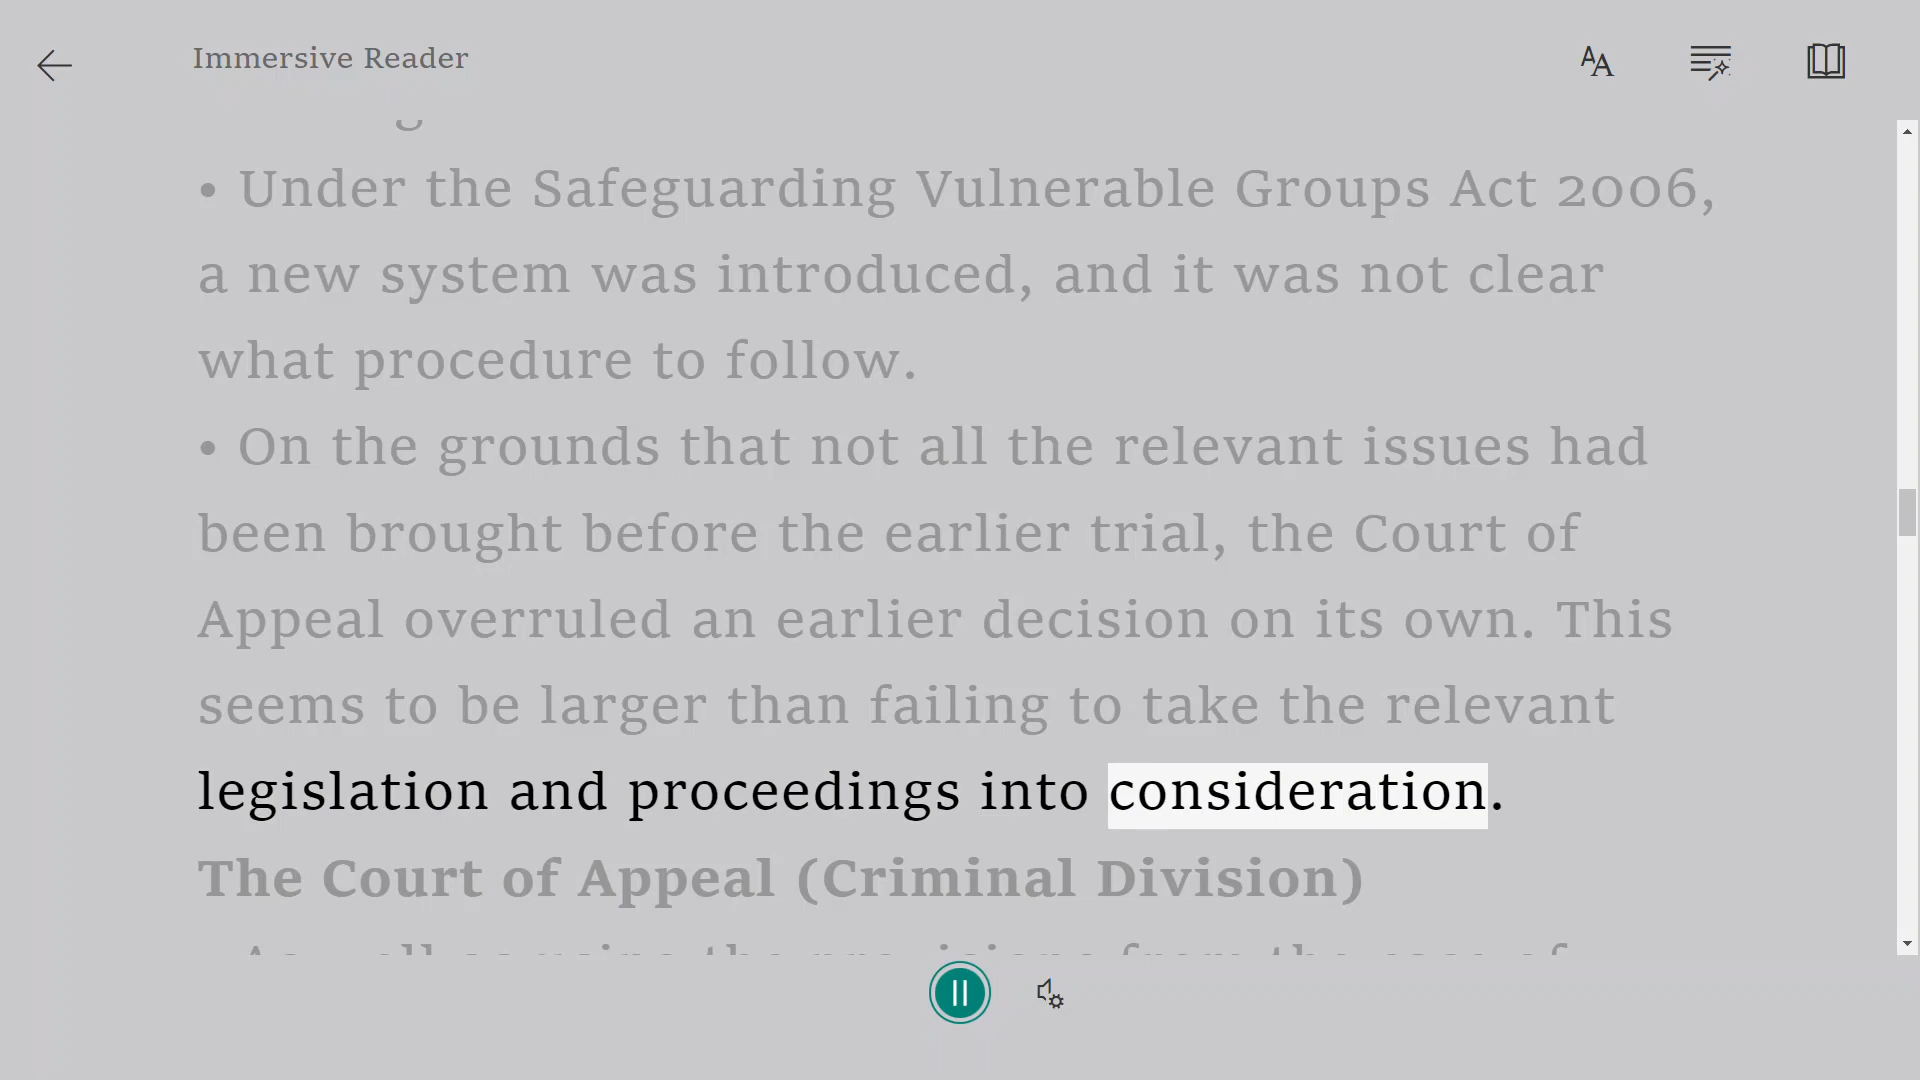 Immersive Reader
• Under the Safeguarding Vulnerable Groups Act 2006,
a new system was introduced, and it was not clear
what procedure to follow.
• On the grounds that not all the relevant issues had
been brought before the earlier trial, the Court of
Appeal overruled an earlier decision on its own. This
seems to be larger than failing to take the relevant
legislation and proceedings into consideration.
The Court of Appeal (Criminal Division)